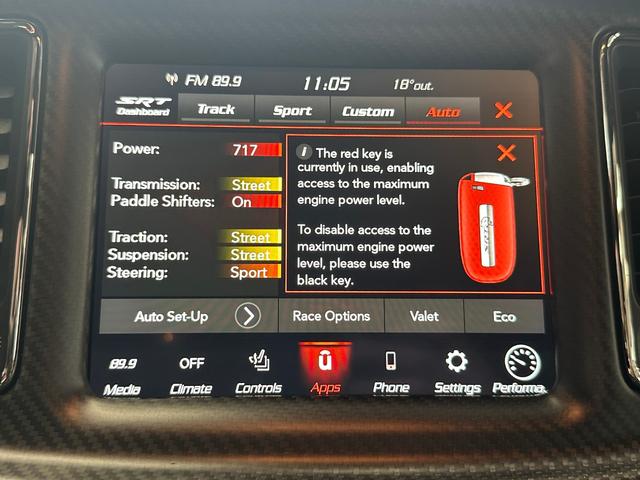 FM 89.9 11:05 18°out.
SRT
Dashboard
Track Sport Custom Auto
Power: 717
Transmission: Street
Paddle Shifters: On
Traction: Street
Suspension: Street
Steering: Sport
i The red key is
currently in use, enabling
access to the maximum
engine power level.
To disable access to the
maximum engine power
level, please use the
black key.
SRT
Auto Set-Up Race Options Valet Eco
89.9 OFF
Media Climate Controls Apps Phone Settings Performa